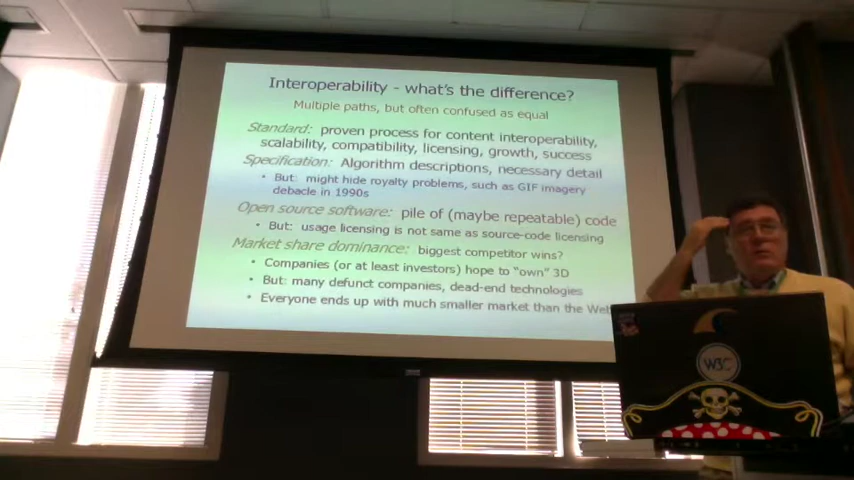 Interoperability - what's the difference?
Multiple paths, but often confused as equal
Standard: proven process for content interoperability,
scalability, compatibility, licensing, growth, success
Specification: Algorithm descriptions, necessary detail
• But: might hide royalty problems, such as GIF imagery
debacle in 1990s
Open source software: pile of (maybe repeatable) code
• But: usage licensing is not same as source-code licensing
Market share dominance: biggest competitor wins?
• Companies (or at least investors) hope to "own" 3D
• But: many defunct companies, dead-end technologies
• Everyone ends up with much smaller market than the Web
W3C